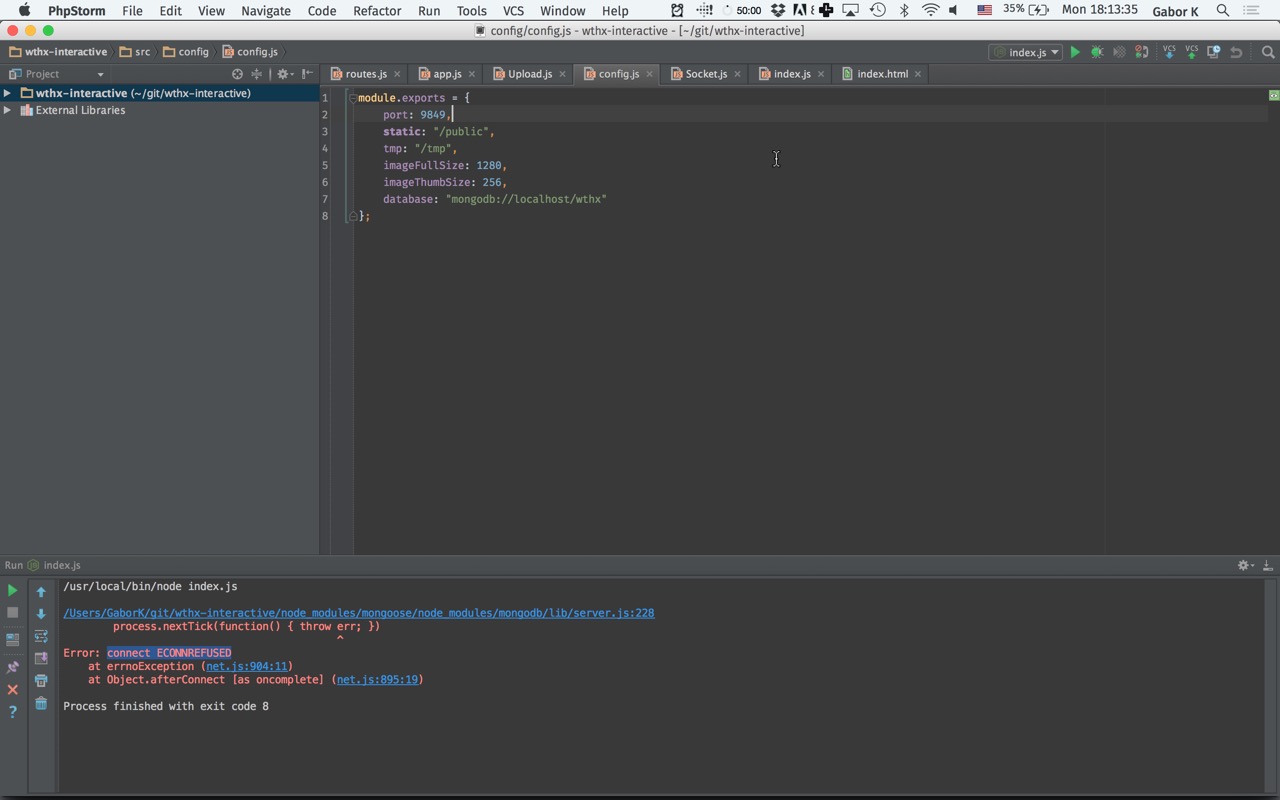 PhpStorm File Edit View Navigate Code Refactor Run Tools VCS Window Help 50:00 35% Mon 18:13:35 Gabor K
config/config.js - wthx-interactive - [~/git/wthx-interactive]
wthx-interactive src config config.js index.js VCS VCS
Project routes.js app.js Upload.js config.js Socket.js index.js index.html
wthx-interactive (~/git/wthx-interactive)
External Libraries
1 module.exports = {
2 port: 9849,
3 static: "/public",
4 tmp: "/tmp",
5 imageFullSize: 1280,
6 imageThumbSize: 256,
7 database: "mongodb://localhost/wthx"
8 };
Run index.js
/usr/local/bin/node index.js
/Users/GaborK/git/wthx-interactive/node_modules/mongoose/node_modules/mongodb/lib/server.js:228
process.nextTick(function() { throw err; })
^
Error: connect ECONNREFUSED
at errnoException (net.js:904:11)
at Object.afterConnect [as oncomplete] (net.js:895:19)
Process finished with exit code 8